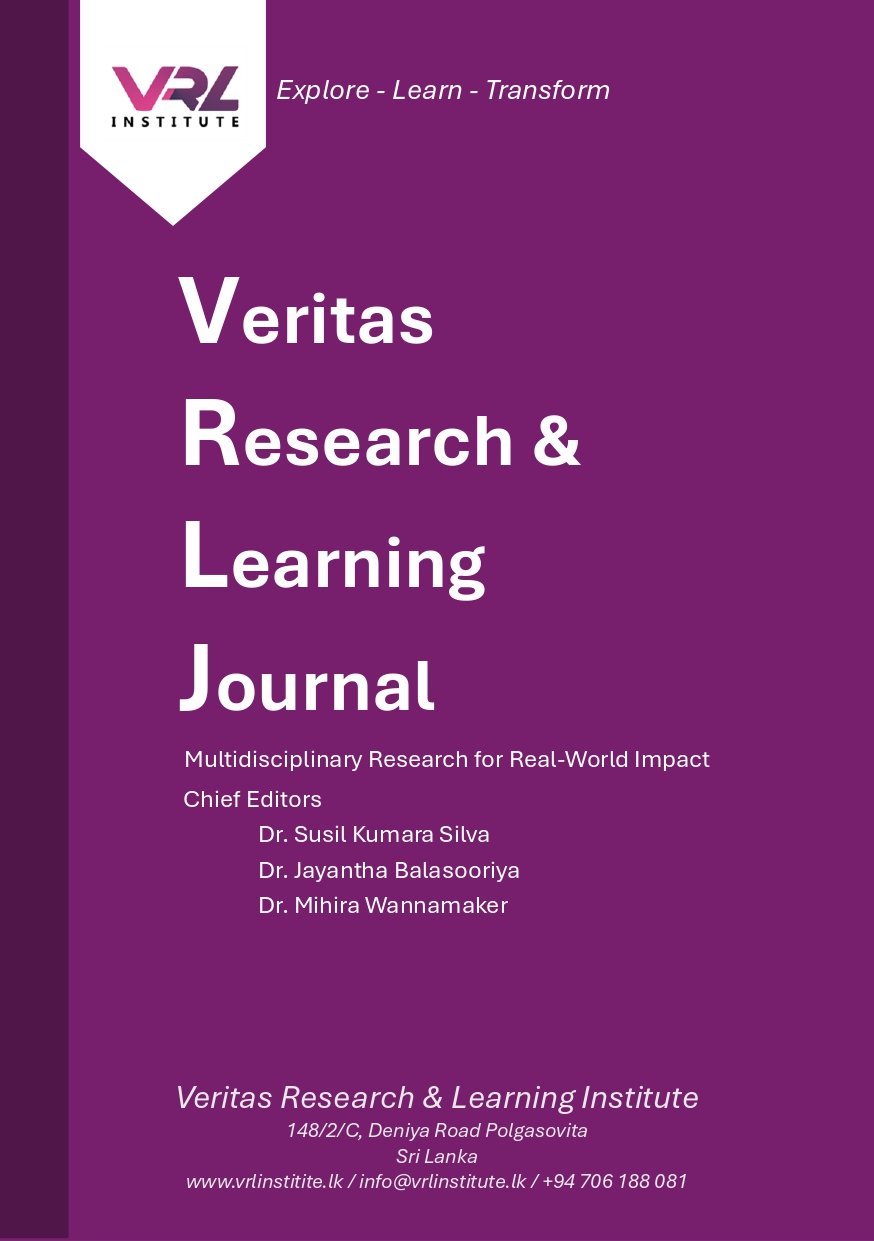 VRL
INSTITUTE
Explore - Learn - Transform
Veritas
Research &
Learning
Journal
Multidisciplinary Research for Real-World Impact
Chief Editors
Dr. Susil Kumara Silva
Dr. Jayantha Balasooriya
Dr. Mihira Wannamaker
Veritas Research & Learning Institute
148/2/C, Deniya Road Polgasovita
Sri Lanka
www.vrlinstitite.lk / info@vrlinstitute.lk / +94 706 188 081